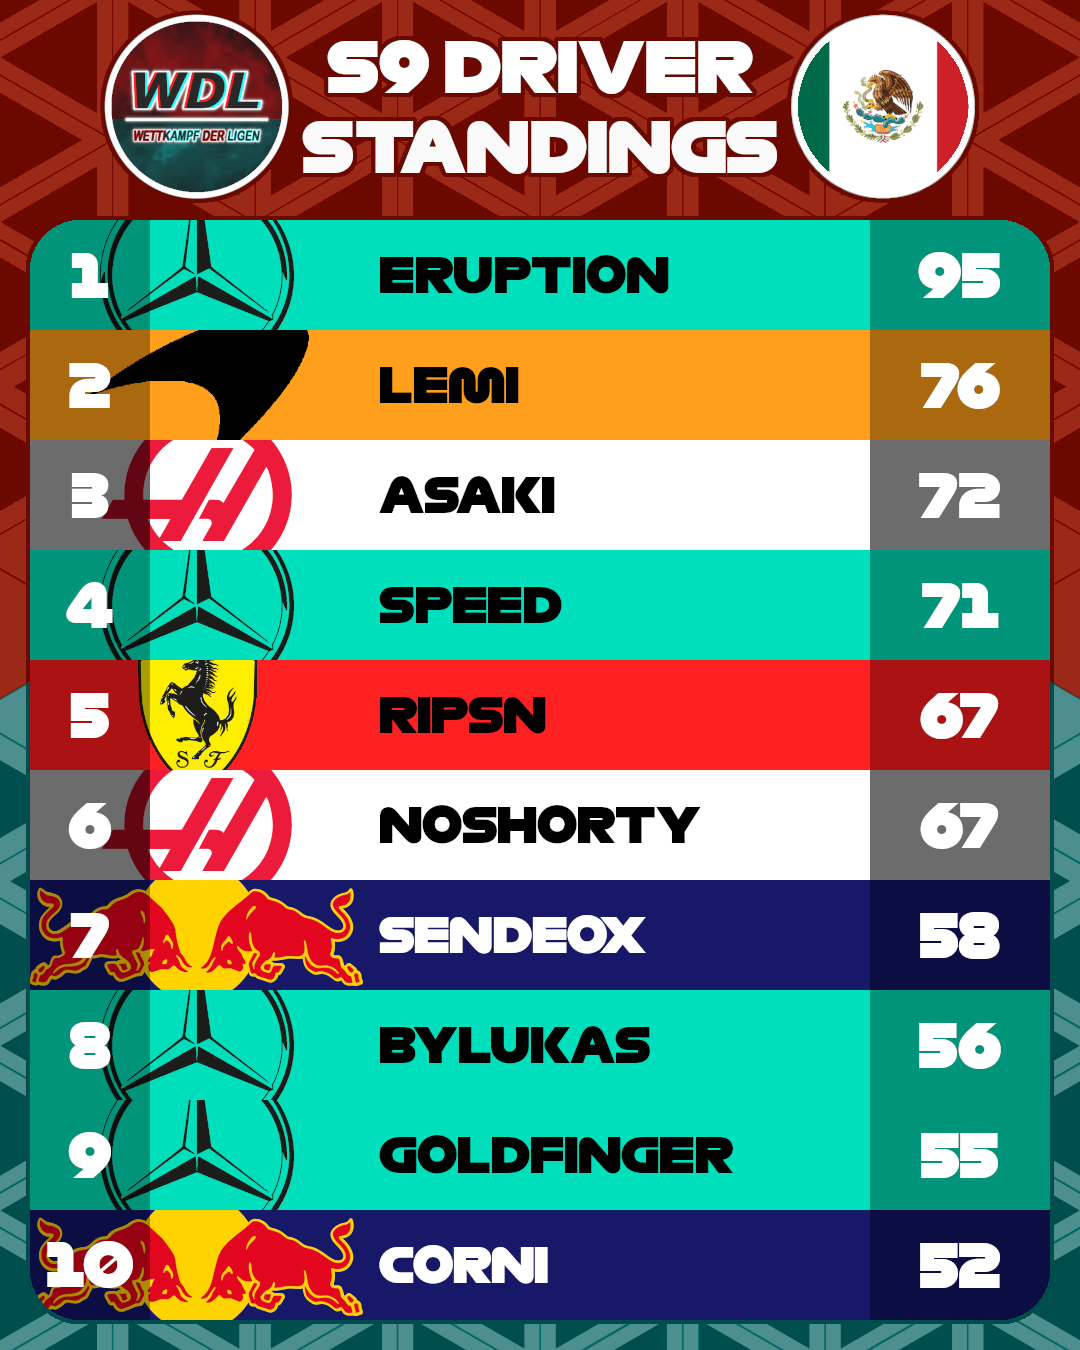 WDL
WETTKAMPF DER LIGEN
S9 DRIVER
STANDINGS
1 ERUPTION 95
2 LEMI 76
3 ASAKI 72
4 SPEED 71
5 S F RIPSN 67
6 NOSHORTY 67
7 SENDEOX 58
8 BYLUKAS 56
9 GOLDFINGER 55
10 CORNI 52